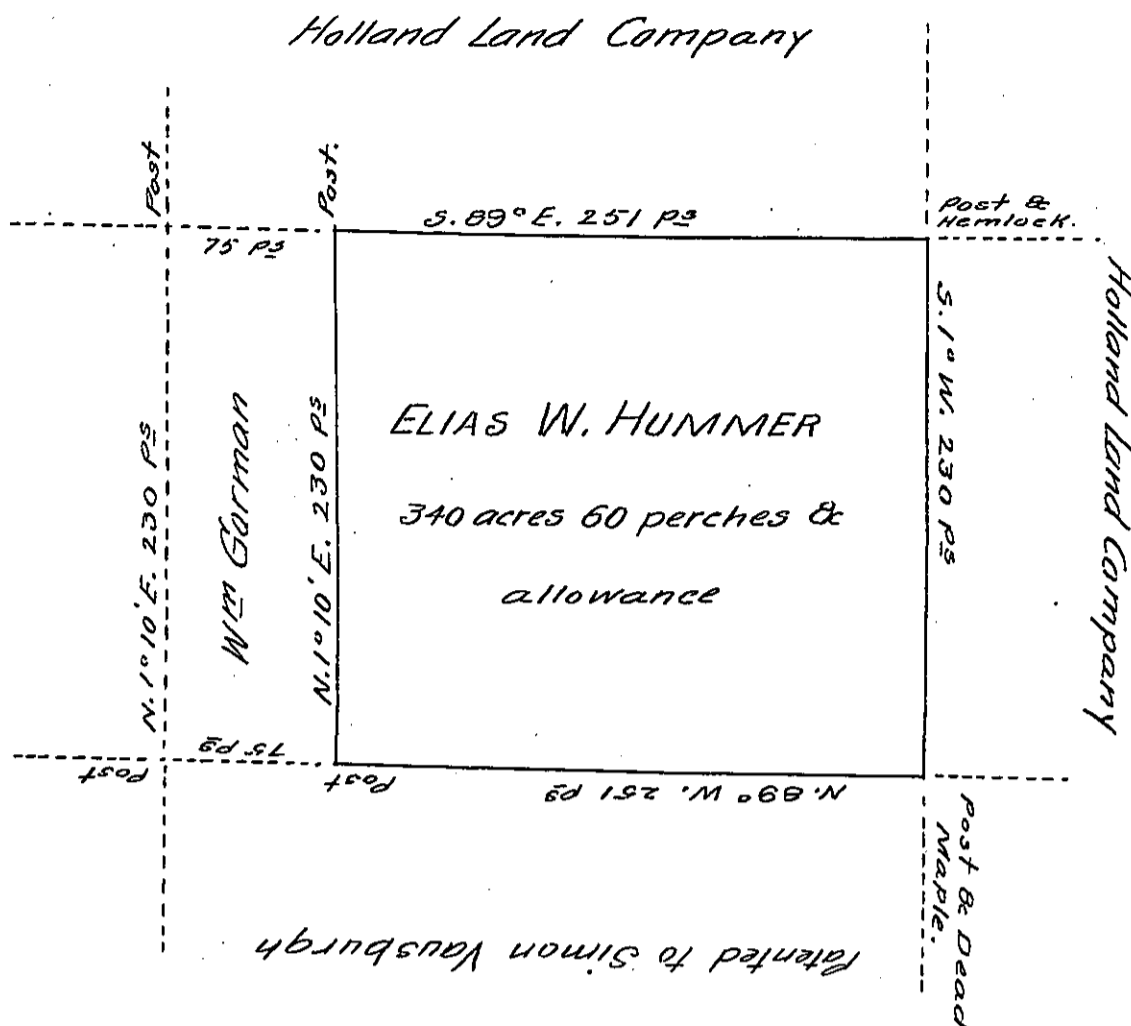 Holland Land Company
Post
Post.
S. 89° E. 251 Ps
Post &
Hemlock.
75 Ps
N. 1° 10' E. 230 Ps
Wm Gorman
N. 1° 10' E. 230 Ps
ELIAS W. HUMMER
340 acres 60 perches &
allowance
S. 1° W. 230 Ps
Holland Land Company
75 Ps
Post
Post
N. 89° W. 251 Ps
Post & Dead
Maple.
Patented to Simon Vausburgh